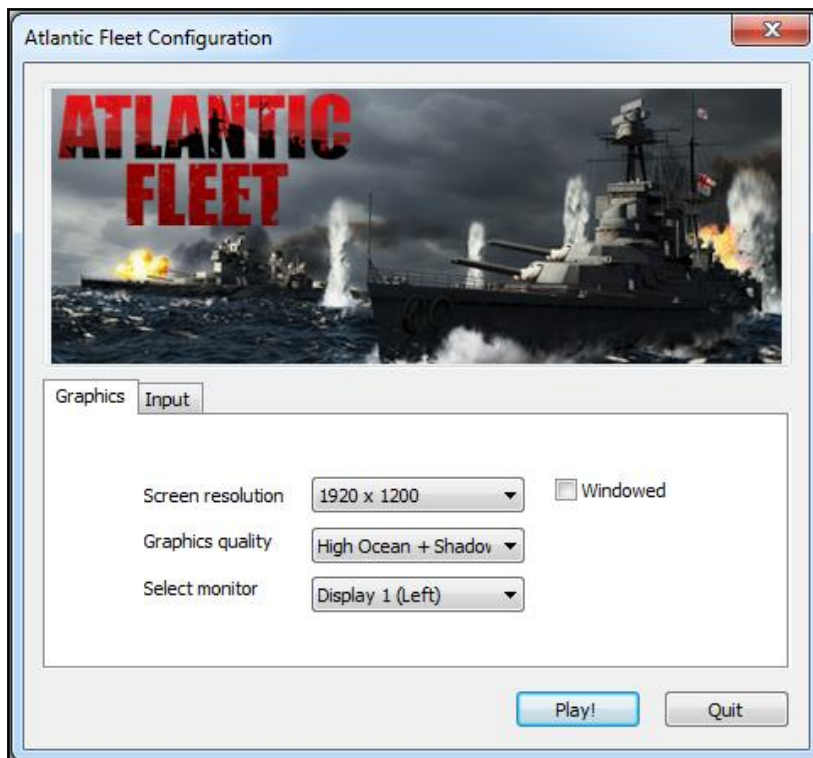 Atlantic Fleet Configuration
ATLANTIC
FLEET
Graphics
Input
Screen resolution
1920 x 1200
Windowed
Graphics quality
High Ocean + Shadov
Select monitor
Display 1 (Left)
Play!
Quit